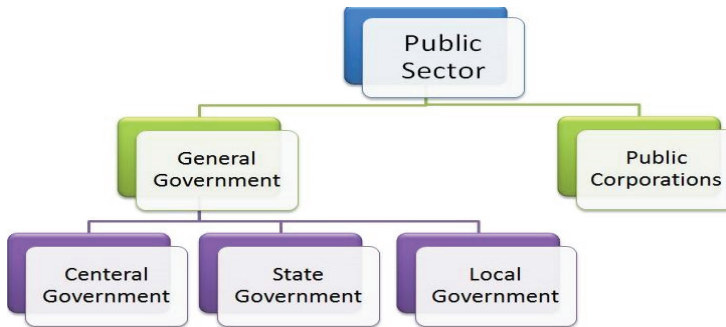 Public
Sector
General
Government
Public
Corporations
Centeral
Government
State
Government
Local
Government